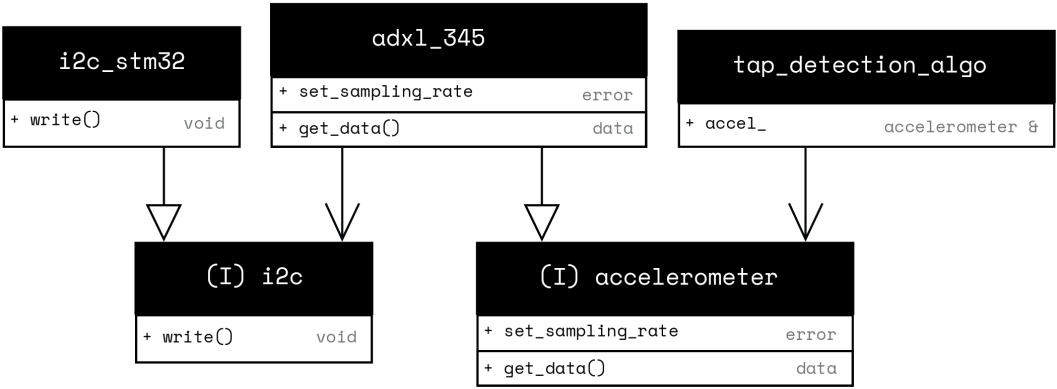 i2c_stm32
+ write() void
adxl_345
+ set_sampling_rate error
+ get_data() data
tap_detection_algo
+ accel_ accelerometer &
(I) i2c
+ write() void
(I) accelerometer
+ set_sampling_rate error
+ get_data() data